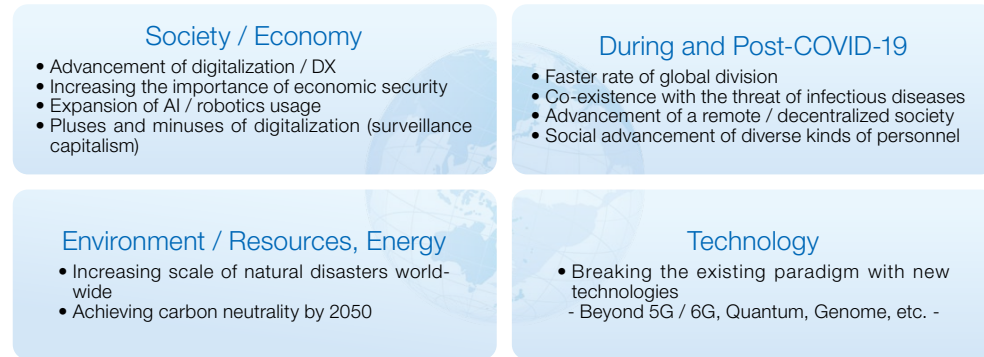 Society / Economy
• Advancement of digitalization / DX
• Increasing the importance of economic security
• Expansion of AI / robotics usage
• Pluses and minuses of digitalization (surveillance
capitalism)
During and Post-COVID-19
• Faster rate of global division
• Co-existence with the threat of infectious diseases
• Advancement of a remote / decentralized society
• Social advancement of diverse kinds of personnel
Environment / Resources, Energy
• Increasing scale of natural disasters world-
wide
• Achieving carbon neutrality by 2050
Technology
• Breaking the existing paradigm with new
technologies
- Beyond 5G / 6G, Quantum, Genome, etc. -